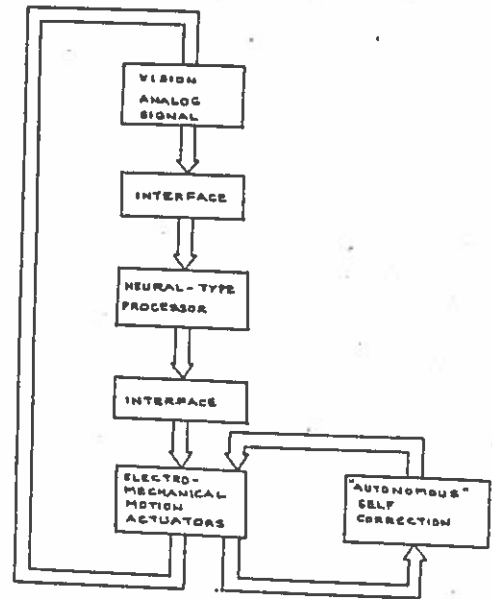 VISION
ANALOG
SIGNAL
INTERFACE
NEURAL-TYPE
PROCESSOR
INTERFACE
ELECTRO-
MECHANICAL
MOTION
ACTUATORS
"AUTONOMOUS"
SELF
CORRECTION